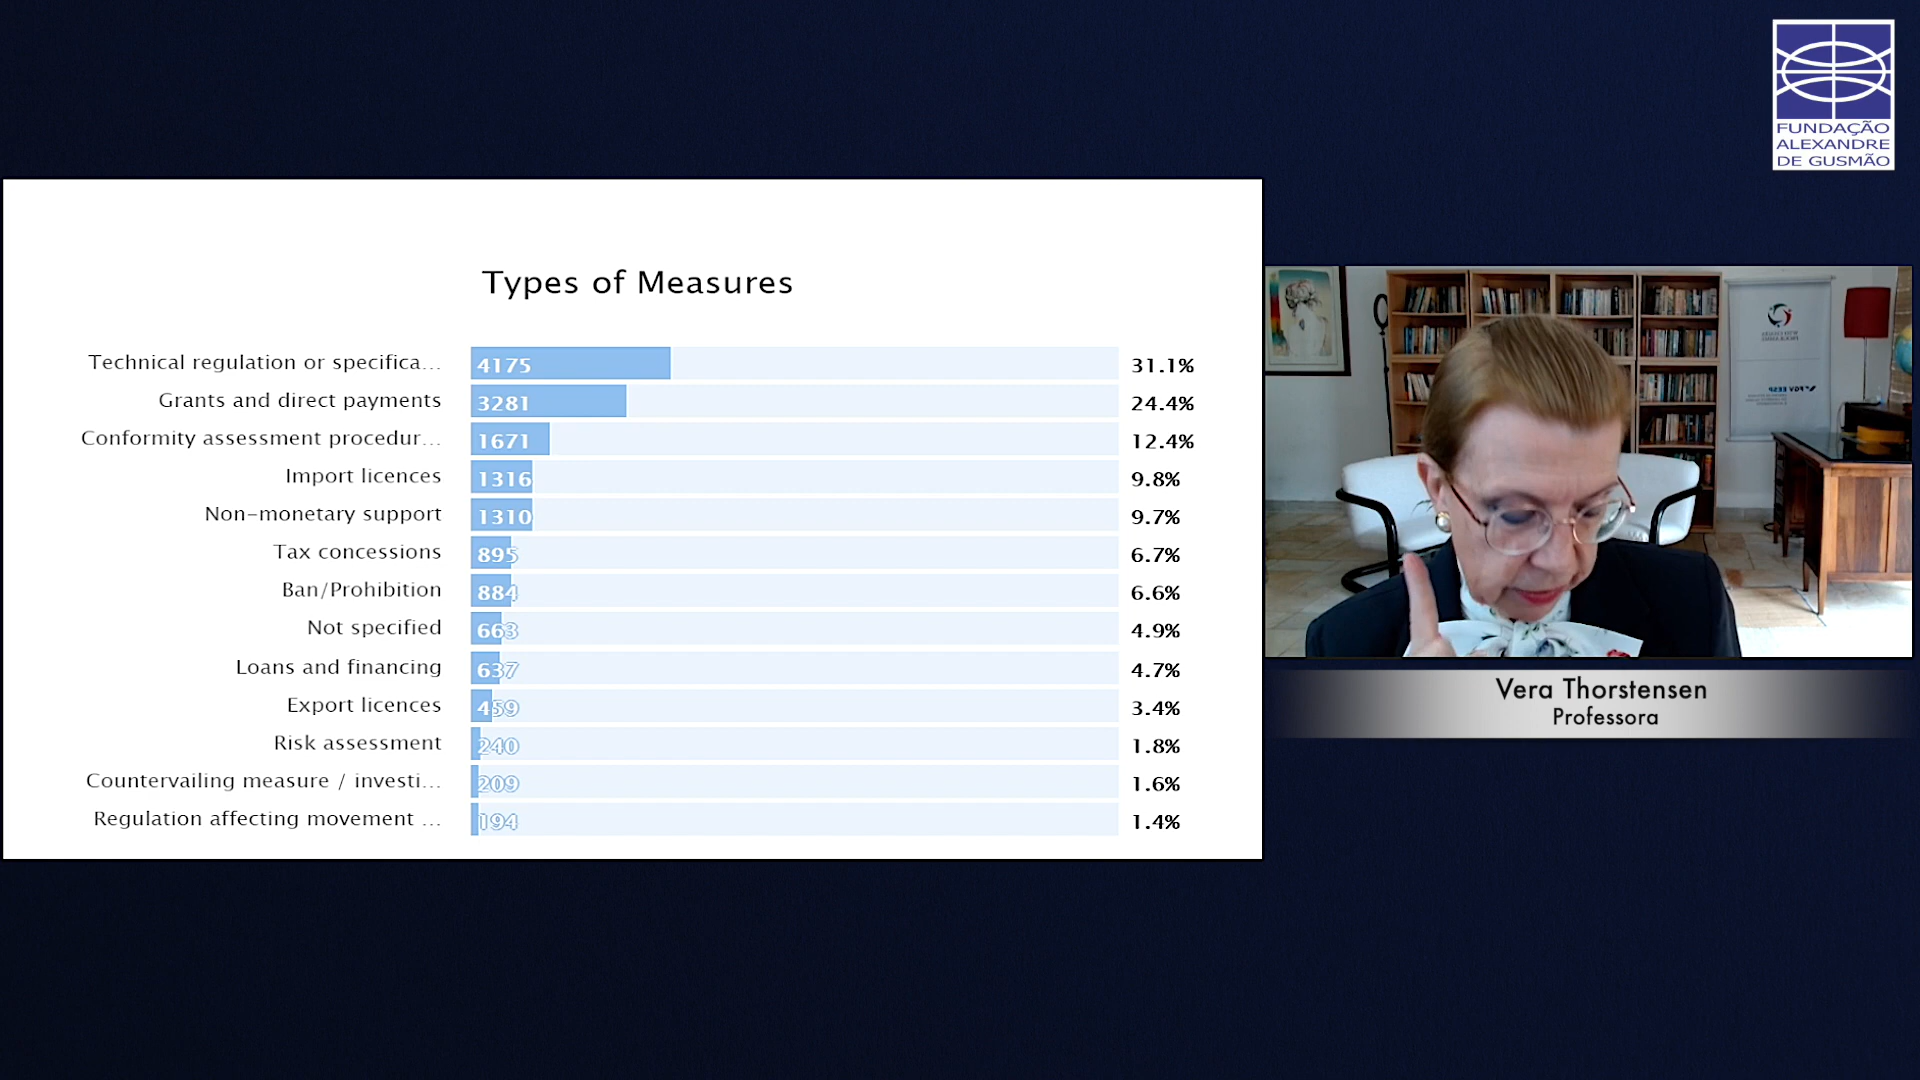 FUNDAÇÃO
ALEXANDRE
DE GUSMÃO
Types of Measures
Technical regulation or specifica... 4175 31.1%
Grants and direct payments 3281 24.4%
Conformity assessment procedur... 1671 12.4%
Import licences 1316 9.8%
Non-monetary support 1310 9.7%
Tax concessions 895 6.7%
Ban/Prohibition 884 6.6%
Not specified 663 4.9%
Loans and financing 637 4.7%
Export licences 459 3.4%
Risk assessment 240 1.8%
Countervailing measure / investi... 209 1.6%
Regulation affecting movement ... 194 1.4%
FGV EESP
Vera Thorstensen
Professora